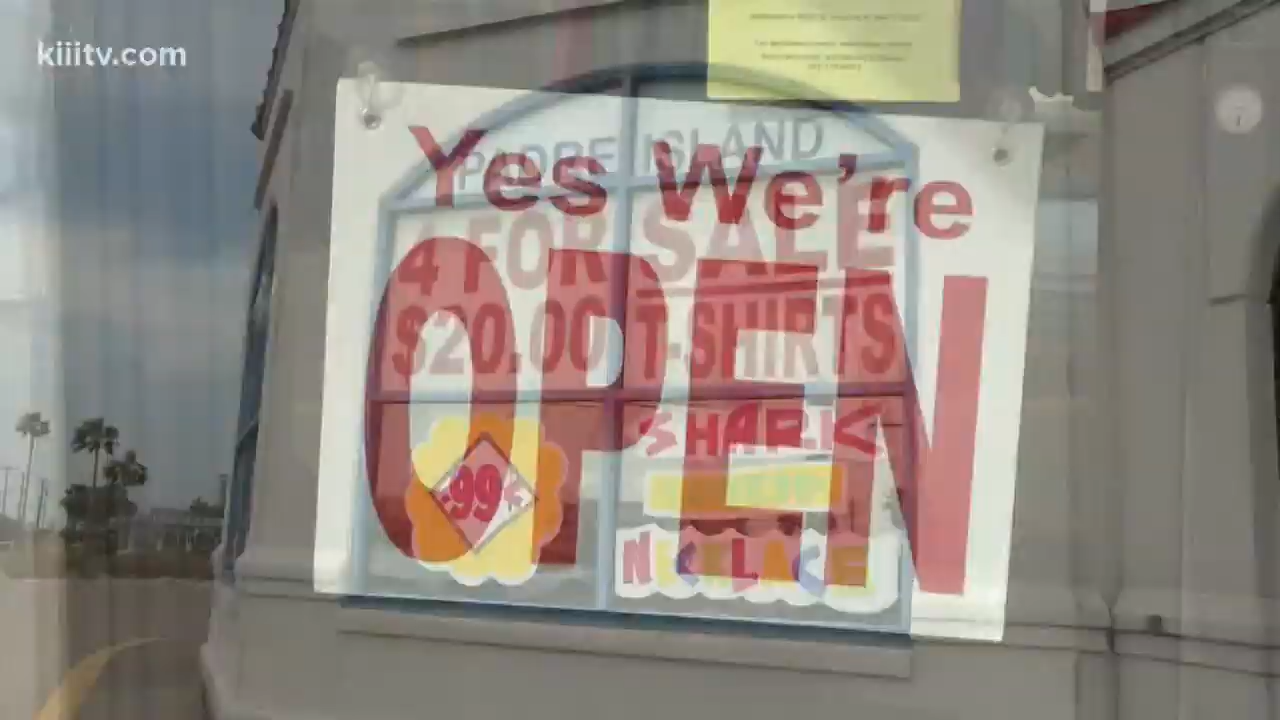 kiiitv.com
Yes We're
OPEN
PADRE ISLAND
4 FOR SALE
$20.00 T-SHIRTS
SHARK
99¢
NECKLACE